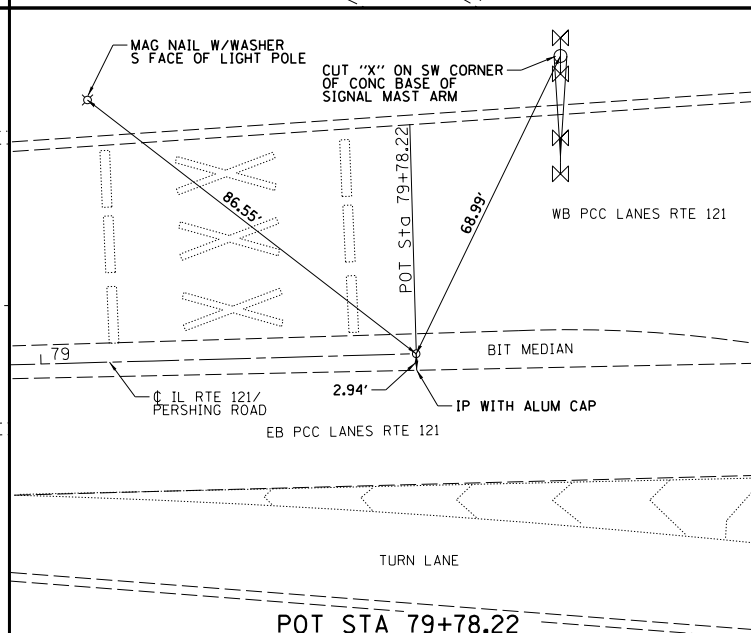 MAG NAIL W/WASHER
S FACE OF LIGHT POLE
CUT "X" ON SW CORNER
OF CONC BASE OF
SIGNAL MAST ARM
86.55'
POT Sta 79+78.22
68.99'
WB PCC LANES RTE 121
79
BIT MEDIAN
℄ IL RTE 121/
PERSHING ROAD
2.94'
IP WITH ALUM CAP
EB PCC LANES RTE 121
TURN LANE
POT STA 79+78.22